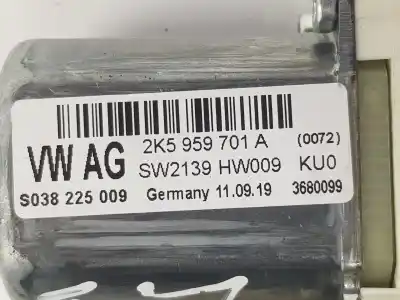 2K5 959 701 A (0072)
VW AG SW2139 HW009 KU0
S038 225 009 Germany 11.09.19 3680099